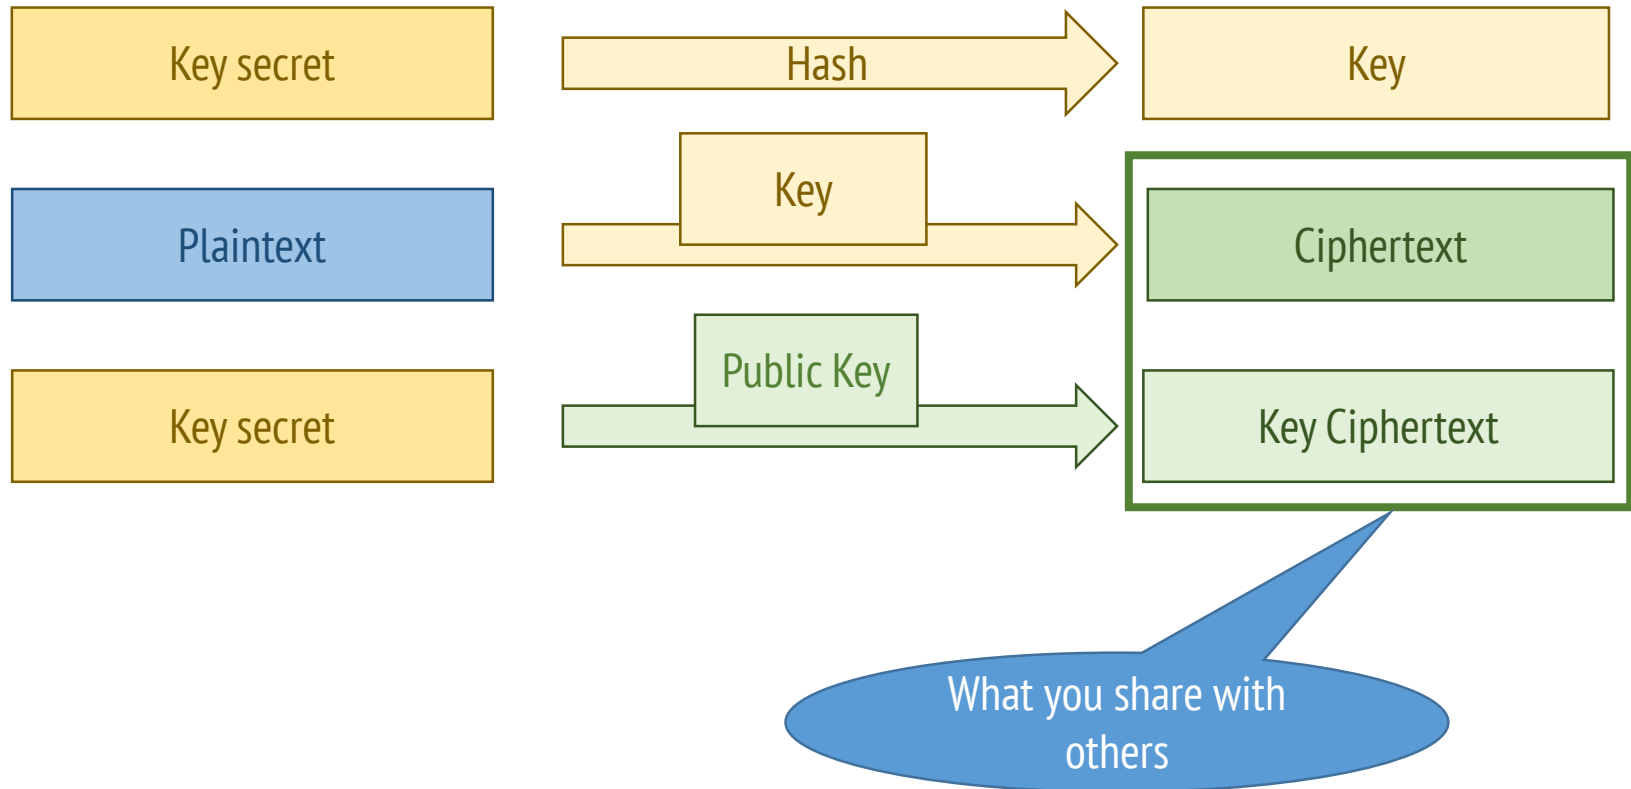 Key secret
Hash
Key
Key
Plaintext
Ciphertext
Public Key
Key secret
Key Ciphertext
What you share with
others